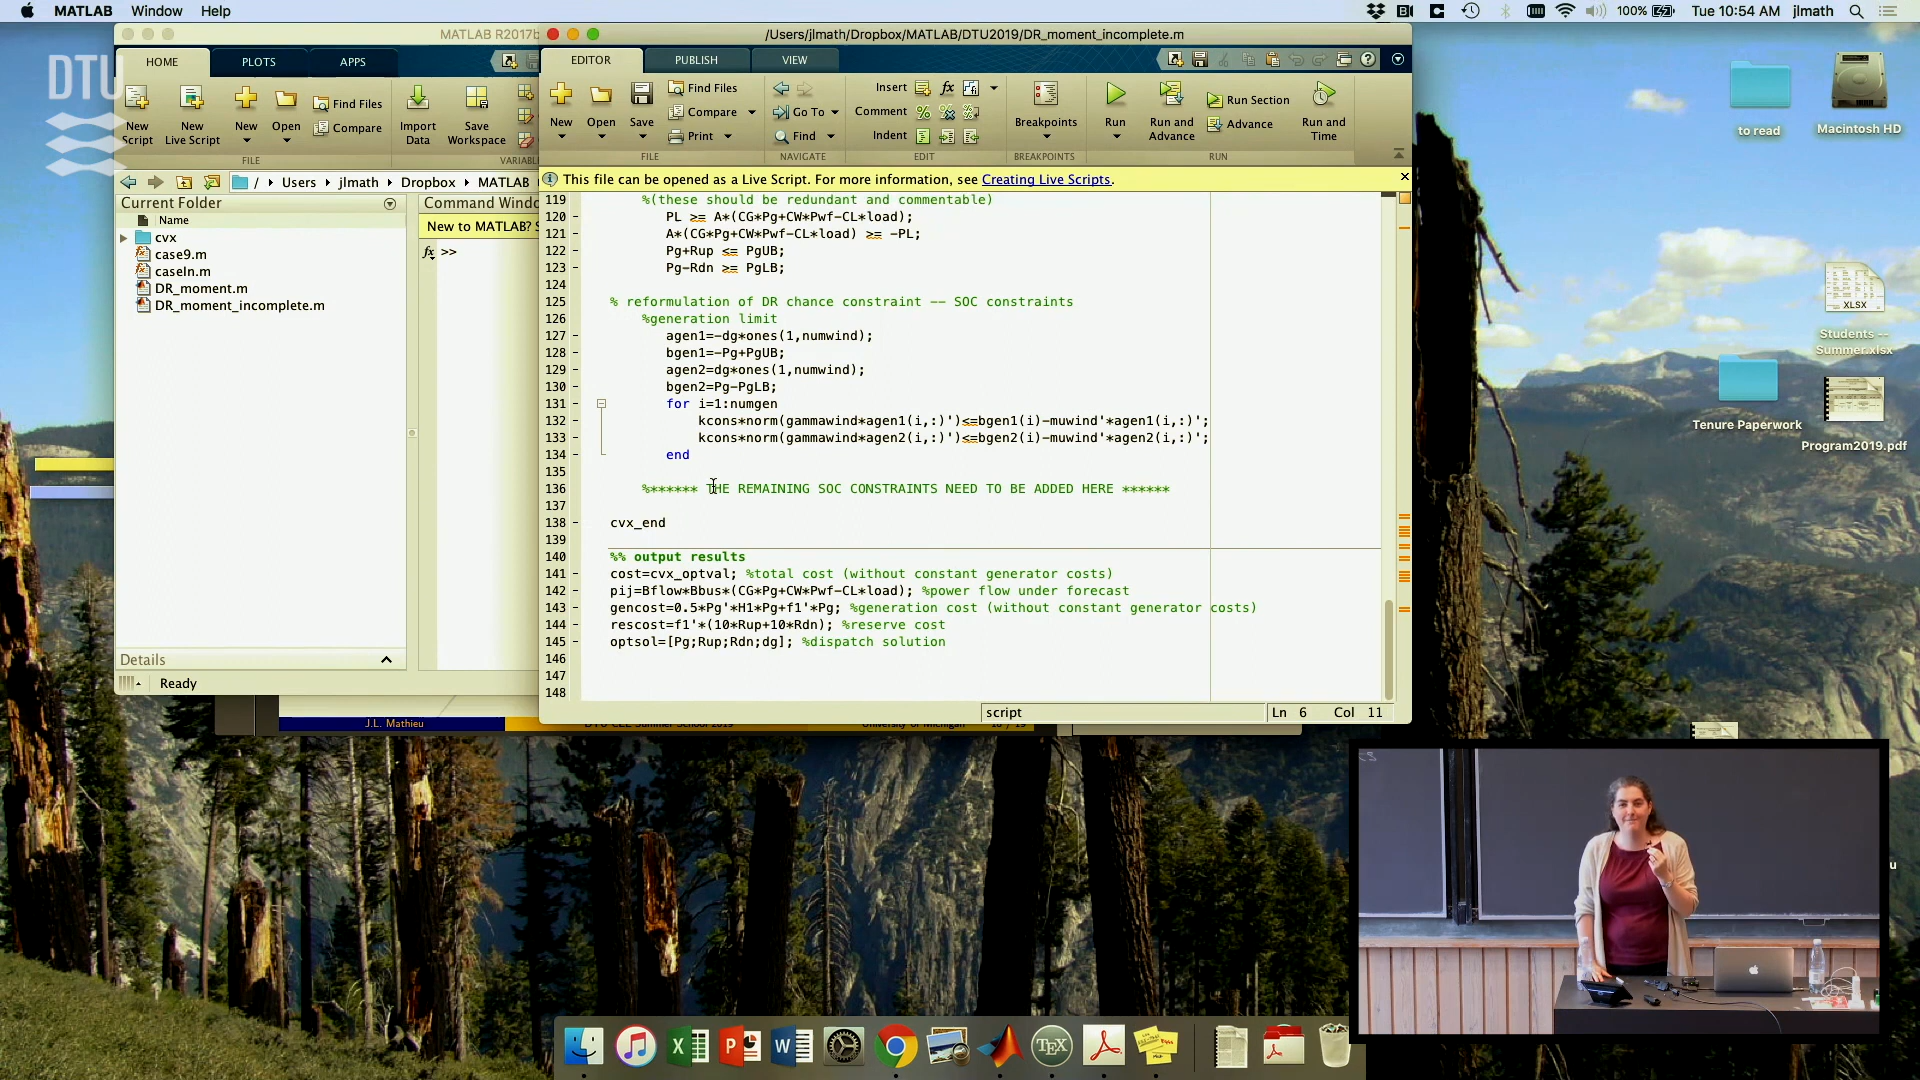 MATLAB Window Help
100% Tue 10:54 AM jlmath
DTU
MATLAB R2017b
HOME PLOTS APPS
New Script
New Live Script
New
Open
Find Files
Compare
Import Data
Save Workspace
FILE
VARIABL
/ Users jlmath Dropbox MATLAB
Current Folder
Name
cvx
case9.m
caseIn.m
DR_moment.m
DR_moment_incomplete.m
Details
Ready
Command Windo
New to MATLAB? S
fx >>
/Users/jlmath/Dropbox/MATLAB/DTU2019/DR_moment_incomplete.m
EDITOR PUBLISH VIEW
New Open Save
Find Files
Compare
Print
Go To
Find
Insert fx
Comment
Indent
Breakpoints
Run
Run and Advance
Run Section
Advance
Run and Time
FILE NAVIGATE EDIT BREAKPOINTS RUN
This file can be opened as a Live Script. For more information, see Creating Live Scripts.
119 %(these should be redundant and commentable)
120 - PL >= A*(CG*Pg+CW*Pwf-CL*load);
121 - A*(CG*Pg+CW*Pwf-CL*load) >= -PL;
122 - Pg+Rup <= PgUB;
123 - Pg-Rdn >= PgLB;
124
125 % reformulation of DR chance constraint -- SOC constraints
126 %generation limit
127 - agen1=-dg*ones(1,numwind);
128 - bgen1=-Pg+PgUB;
129 - agen2=dg*ones(1,numwind);
130 - bgen2=Pg-PgLB;
131 - for i=1:numgen
132 - kcons*norm(gammawind*agen1(i,:)')<=bgen1(i)-muwind'*agen1(i,:)';
133 - kcons*norm(gammawind*agen2(i,:)')<=bgen2(i)-muwind'*agen2(i,:)';
134 - end
135
136 %****** THE REMAINING SOC CONSTRAINTS NEED TO BE ADDED HERE ******
137
138 - cvx_end
139
140 %% output results
141 - cost=cvx_optval; %total cost (without constant generator costs)
142 - pij=Bflow*Bbus*(CG*Pg+CW*Pwf-CL*load); %power flow under forecast
143 - gencost=0.5*Pg'*H1*Pg+f1'*Pg; %generation cost (without constant generator costs)
144 - rescost=f1'*(10*Rup+10*Rdn); %reserve cost
145 - optsol=[Pg;Rup;Rdn;dg]; %dispatch solution
146
147
148
script Ln 6 Col 11
J.L. Mathieu
to read
Macintosh HD
XLSX
Students -- Summer.xlsx
Tenure Paperwork
Program2019.pdf